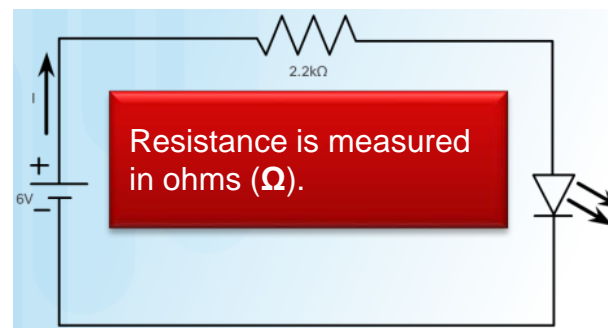 2.2kΩ
I
Resistance is measured
in ohms (Ω).
+
6V
−